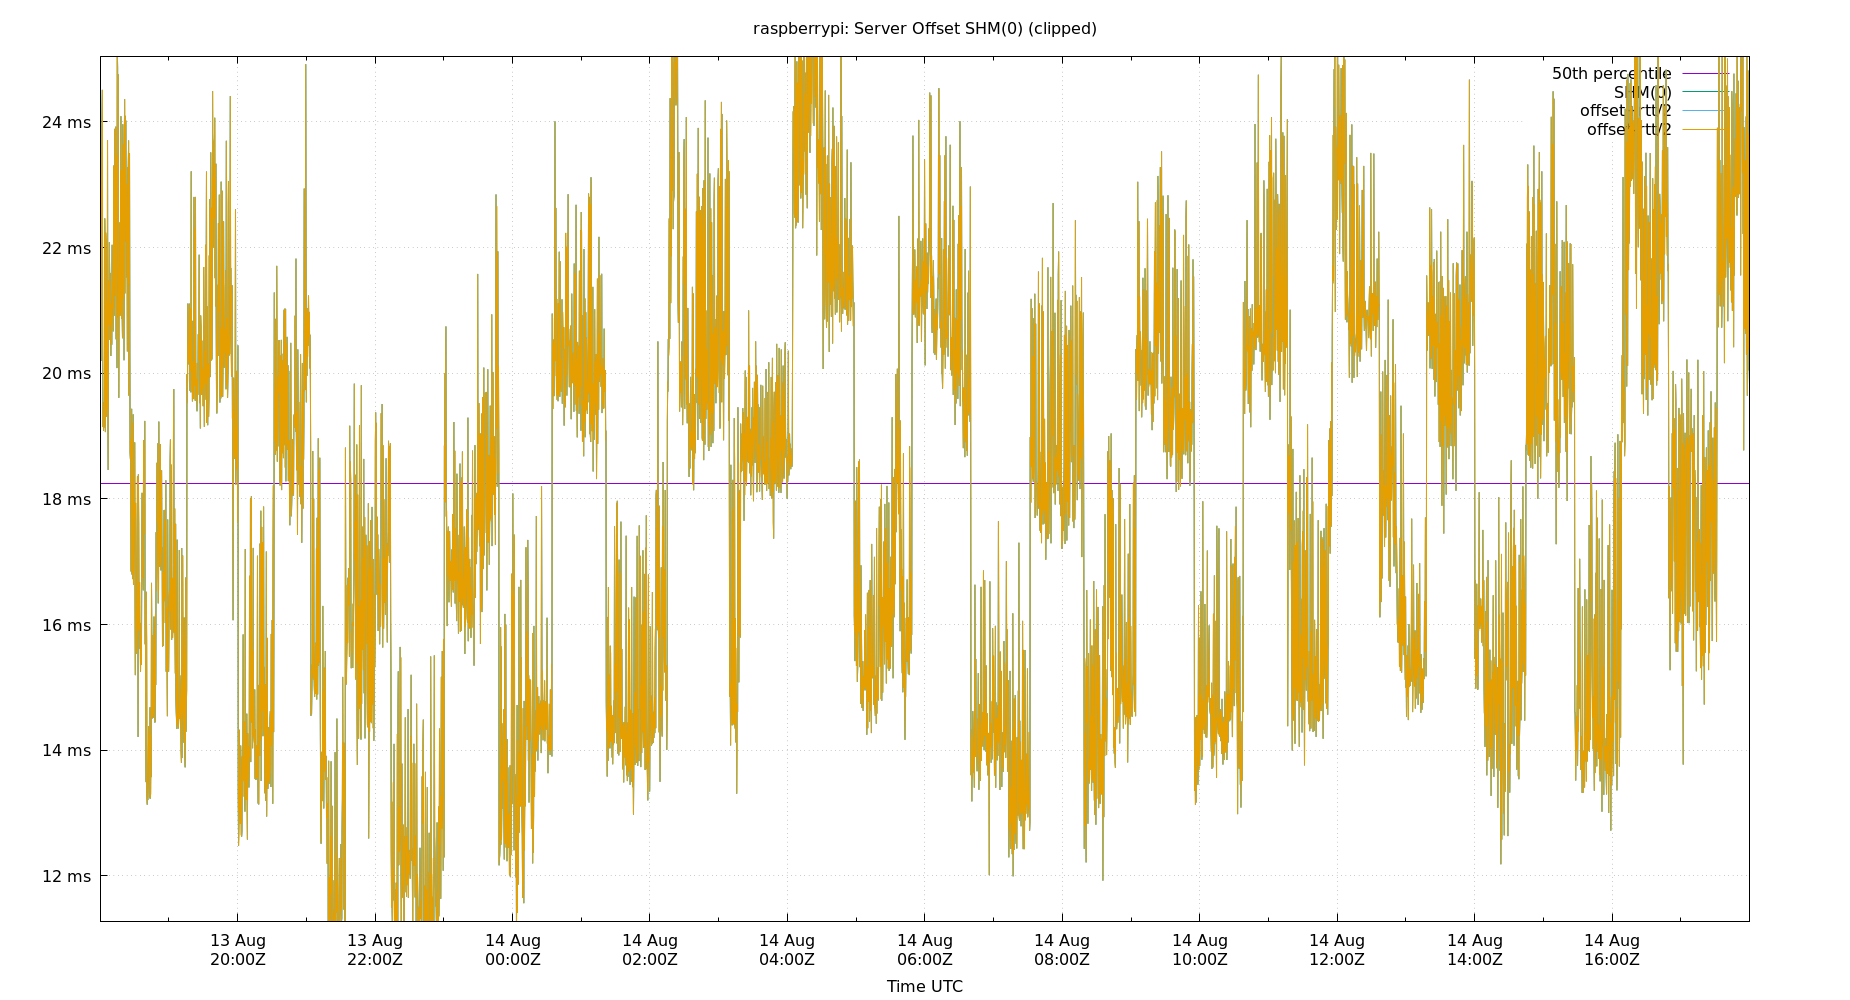 raspberrypi: Server Offset SHM(0) (clipped)
50th percentile
SHM(0)
offset+rtt/2
offset-rtt/2
24 ms
22 ms
20 ms
18 ms
16 ms
14 ms
12 ms
13 Aug 13 Aug 14 Aug 14 Aug 14 Aug 14 Aug 14 Aug 14 Aug 14 Aug 14 Aug 14 Aug
20:00Z 22:00Z 00:00Z 02:00Z 04:00Z 06:00Z 08:00Z 10:00Z 12:00Z 14:00Z 16:00Z
Time UTC